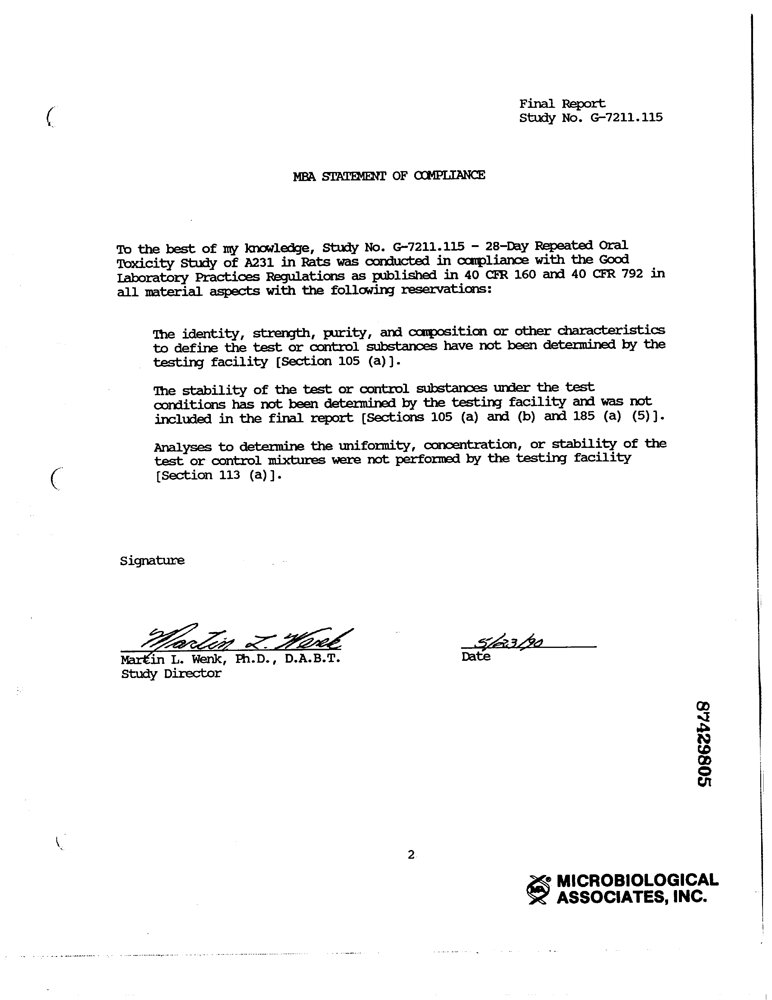 Final Report
Study No. G-7211.115
MBA STATEMENT OF COMPLIANCE
To the best of my knowledge, Study No. G-7211.115 - 28-Day Repeated Oral
Toxicity Study of A231 in Rats was conducted in compliance with the Good
Laboratory Practices Regulations as published in 40 CFR 160 and 40 CFR 792 in
all material aspects with the following reservations:
The identity, strength, purity, and composition or other characteristics
to define the test or control substances have not been determined by the
testing facility [Section 105 (a)].
The stability of the test or control substances under the test
conditions has not been determined by the testing facility and was not
included in the final report [Sections 105 (a) and (b) and 185 (a) (5)].
Analyses to determine the uniformity, concentration, or stability of the
test or control mixtures were not performed by the testing facility
[Section 113 (a)].
Signature
Martin L. Wenk 5/23/90
Martin L. Wenk, Ph.D., D.A.B.T. Date
Study Director
87429805
2
MICROBIOLOGICAL
ASSOCIATES, INC.